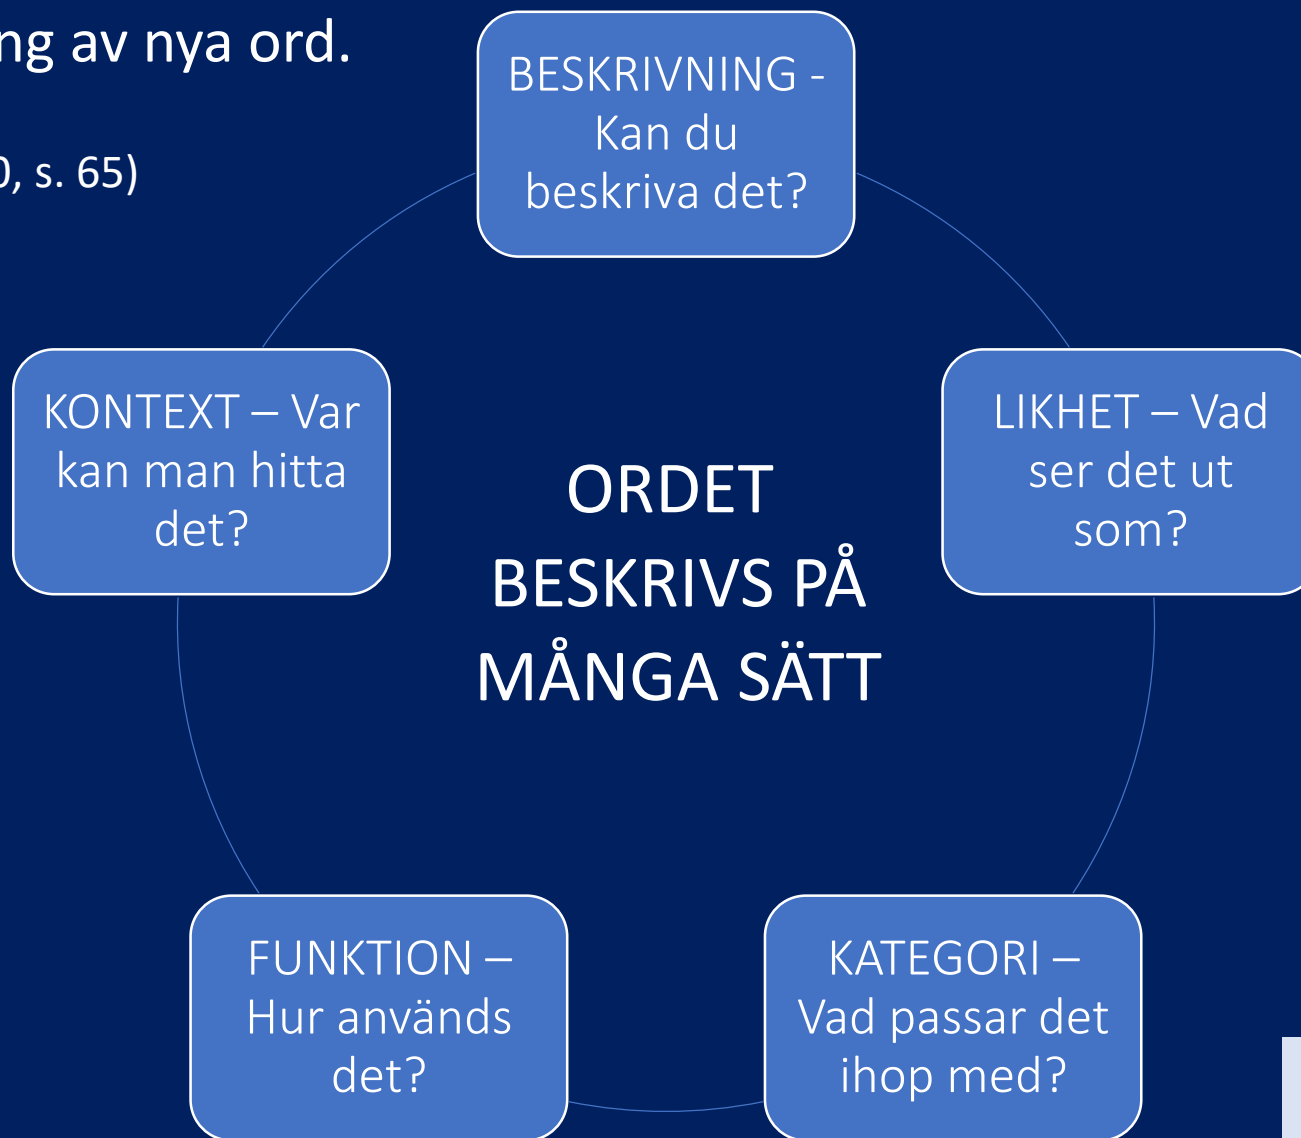 ng av nya ord.
0, s. 65)
BESKRIVNING -
Kan du
beskriva det?
LIKHET – Vad
ser det ut
som?
KATEGORI –
Vad passar det
ihop med?
FUNKTION –
Hur används
det?
KONTEXT – Var
kan man hitta
det?
ORDET
BESKRIVS PÅ
MÅNGA SÄTT